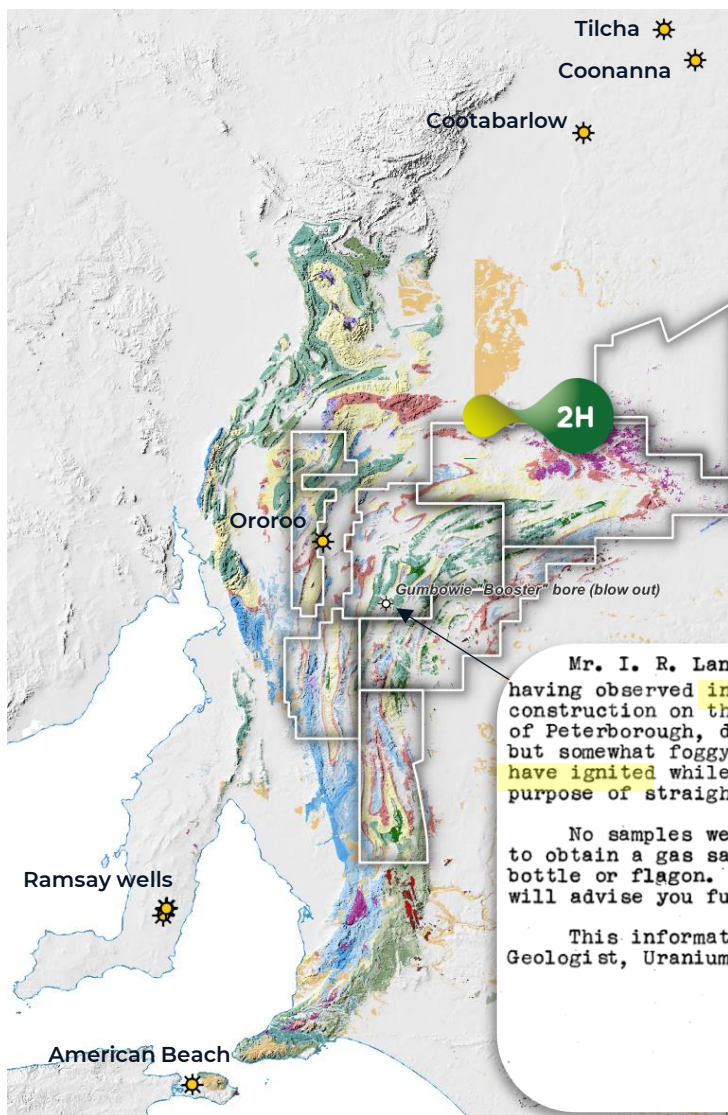 Tilcha
Coonanna
Cootabarlow
2H
Ororoo
Gumbowie "Booster" bore (blow out)
Mr. I. R. Lan
having observed in
construction on th
of Peterborough, d
but somewhat foggy
have ignited while
purpose of straigh
No samples we
to obtain a gas sa
bottle or flagon.
will advise you fu
This informat
Geologist, Uranium
Ramsay wells
American Beach